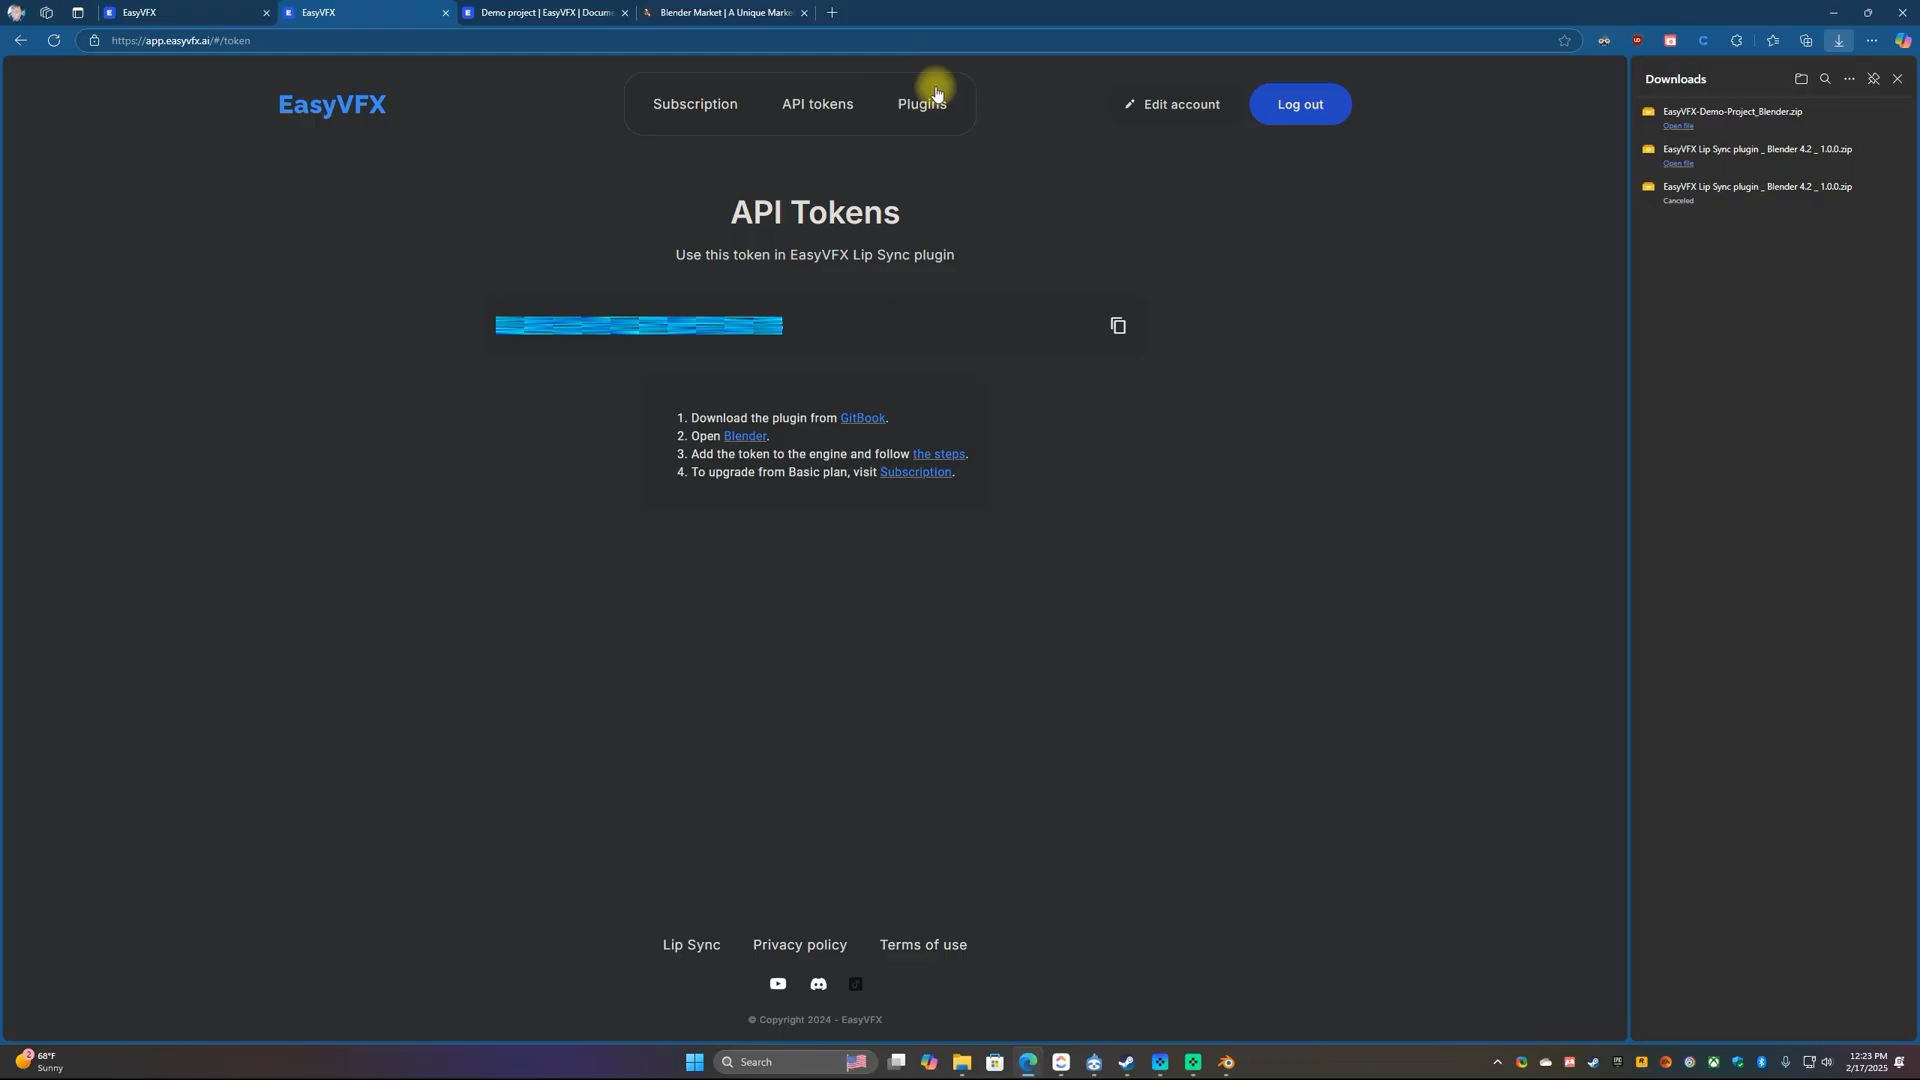 EasyVFX
EasyVFX
Demo project | EasyVFX | Docume
Blender Market | A Unique Marke
https://app.easyvfx.ai/#/token
EasyVFX
Subscription
API tokens
Plugins
Edit account
Log out
API Tokens
Use this token in EasyVFX Lip Sync plugin
1. Download the plugin from GitBook.
2. Open Blender.
3. Add the token to the engine and follow the steps.
4. To upgrade from Basic plan, visit Subscription.
Lip Sync
Privacy policy
Terms of use
© Copyright 2024 - EasyVFX
Downloads
EasyVFX-Demo-Project_Blender.zip
Open file
EasyVFX Lip Sync plugin _ Blender 4.2 _ 1.0.0.zip
Open file
EasyVFX Lip Sync plugin _ Blender 4.2 _ 1.0.0.zip
Canceled
2
68°F
Sunny
Search
12:23 PM
2/17/2025